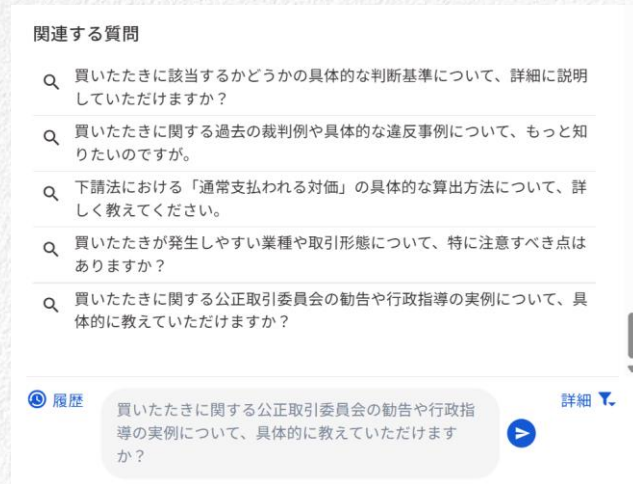 関連する質問
買いたたきに該当するかどうかの具体的な判断基準について、詳細に説明
していただけますか？
買いたたきに関する過去の裁判例や具体的な違反事例について、もっと知
りたいのですが。
下請法における「通常支払われる対価」の具体的な算出方法について、詳
しく教えてください。
買いたたきが発生しやすい業種や取引形態について、特に注意すべき点は
ありますか？
買いたたきに関する公正取引委員会の勧告や行政指導の実例について、具
体的に教えていただけますか？
履歴
詳細
買いたたきに関する公正取引委員会の勧告や行政指
導の実例について、具体的に教えていただけます
か？